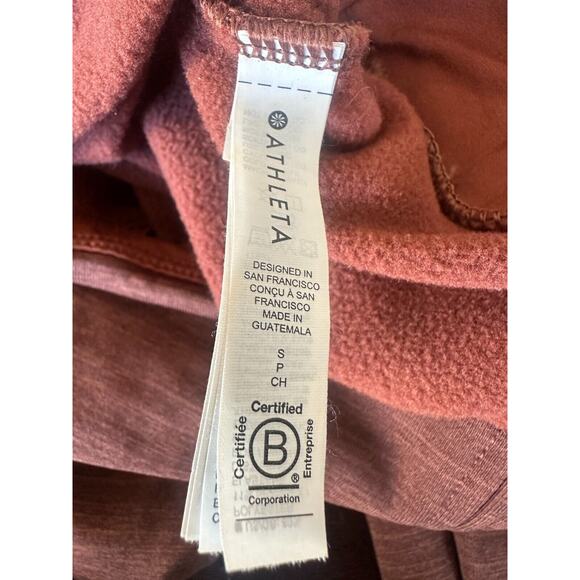 ATHLETA
DESIGNED IN
SAN FRANCISCO
CONÇU À SAN
FRANCISCO
MADE IN
GUATEMALA
S
P
CH
Certified
Certifiée
B
®
Entreprise
Corporation